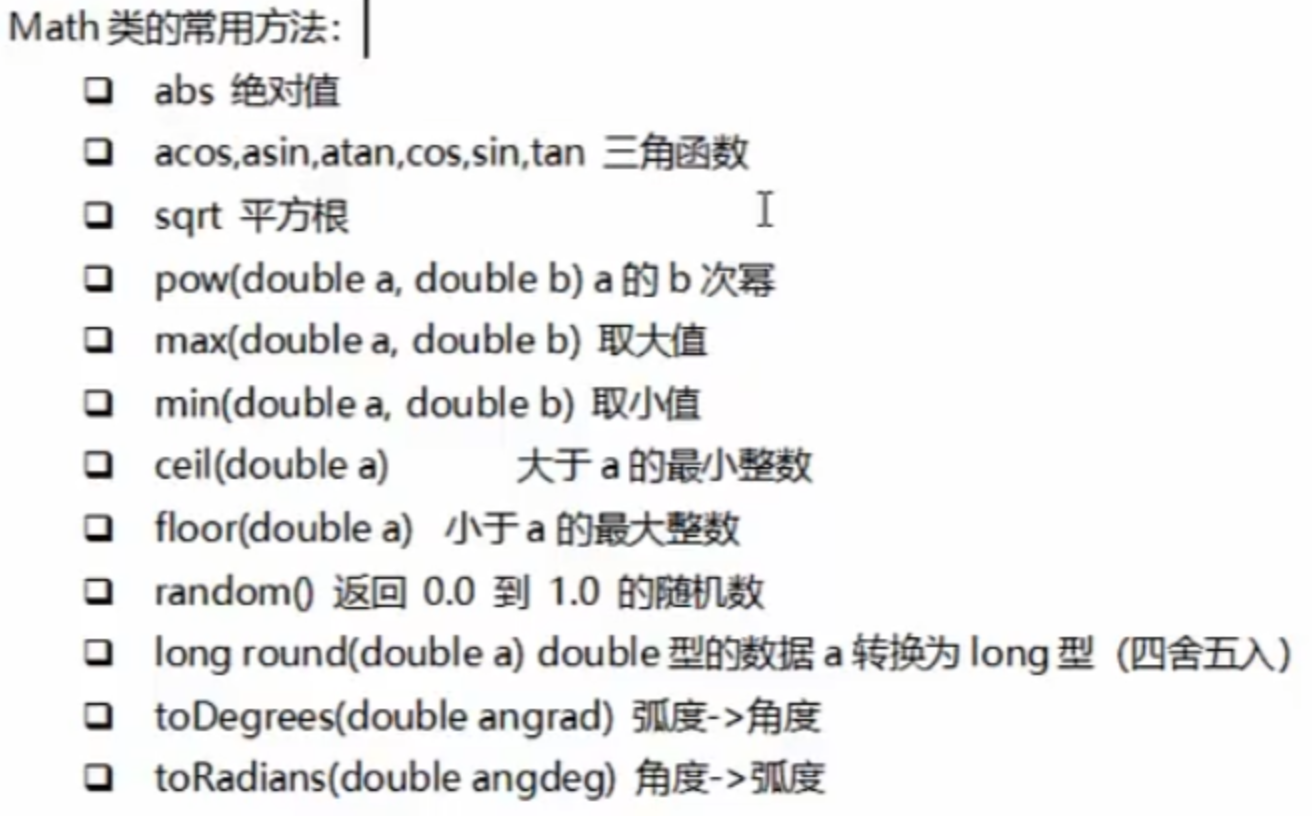 Math 类的常用方法：
❑ abs 绝对值
❑ acos,asin,atan,cos,sin,tan 三角函数
❑ sqrt 平方根
❑ pow(double a, double b) a 的 b 次幂
❑ max(double a, double b) 取大值
❑ min(double a, double b) 取小值
❑ ceil(double a) 大于 a 的最小整数
❑ floor(double a) 小于 a 的最大整数
❑ random() 返回 0.0 到 1.0 的随机数
❑ long round(double a) double 型的数据 a 转换为 long 型（四舍五入）
❑ toDegrees(double angrad) 弧度->角度
❑ toRadians(double angdeg) 角度->弧度